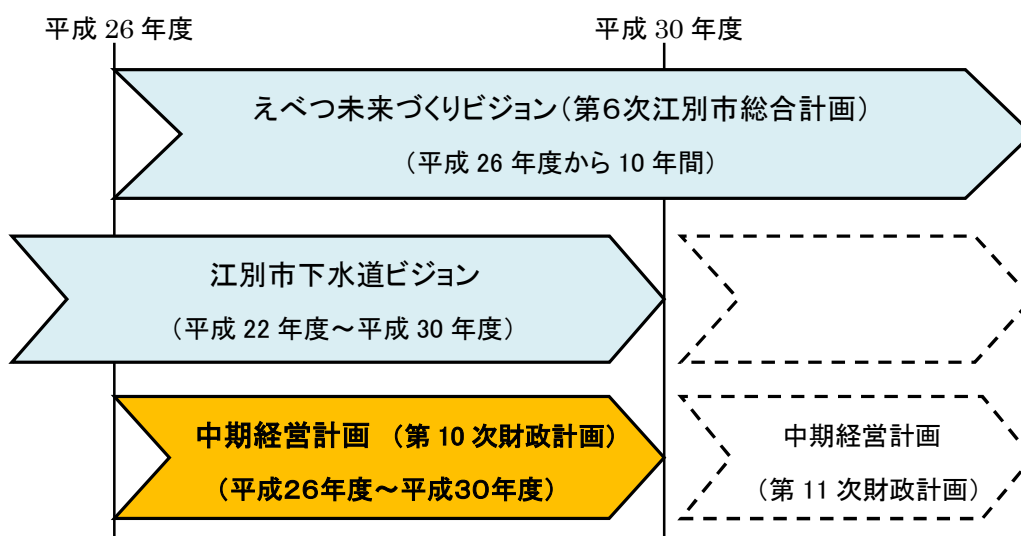 平成 26 年度
平成 30 年度
えべつ未来づくりビジョン（第６次江別市総合計画）
（平成 26 年度から 10 年間）
江別市下水道ビジョン
（平成 22 年度～平成 30 年度）
中期経営計画 （第 10 次財政計画）
（平成２６年度～平成３０年度）
中期経営計画
（第 11 次財政計画）